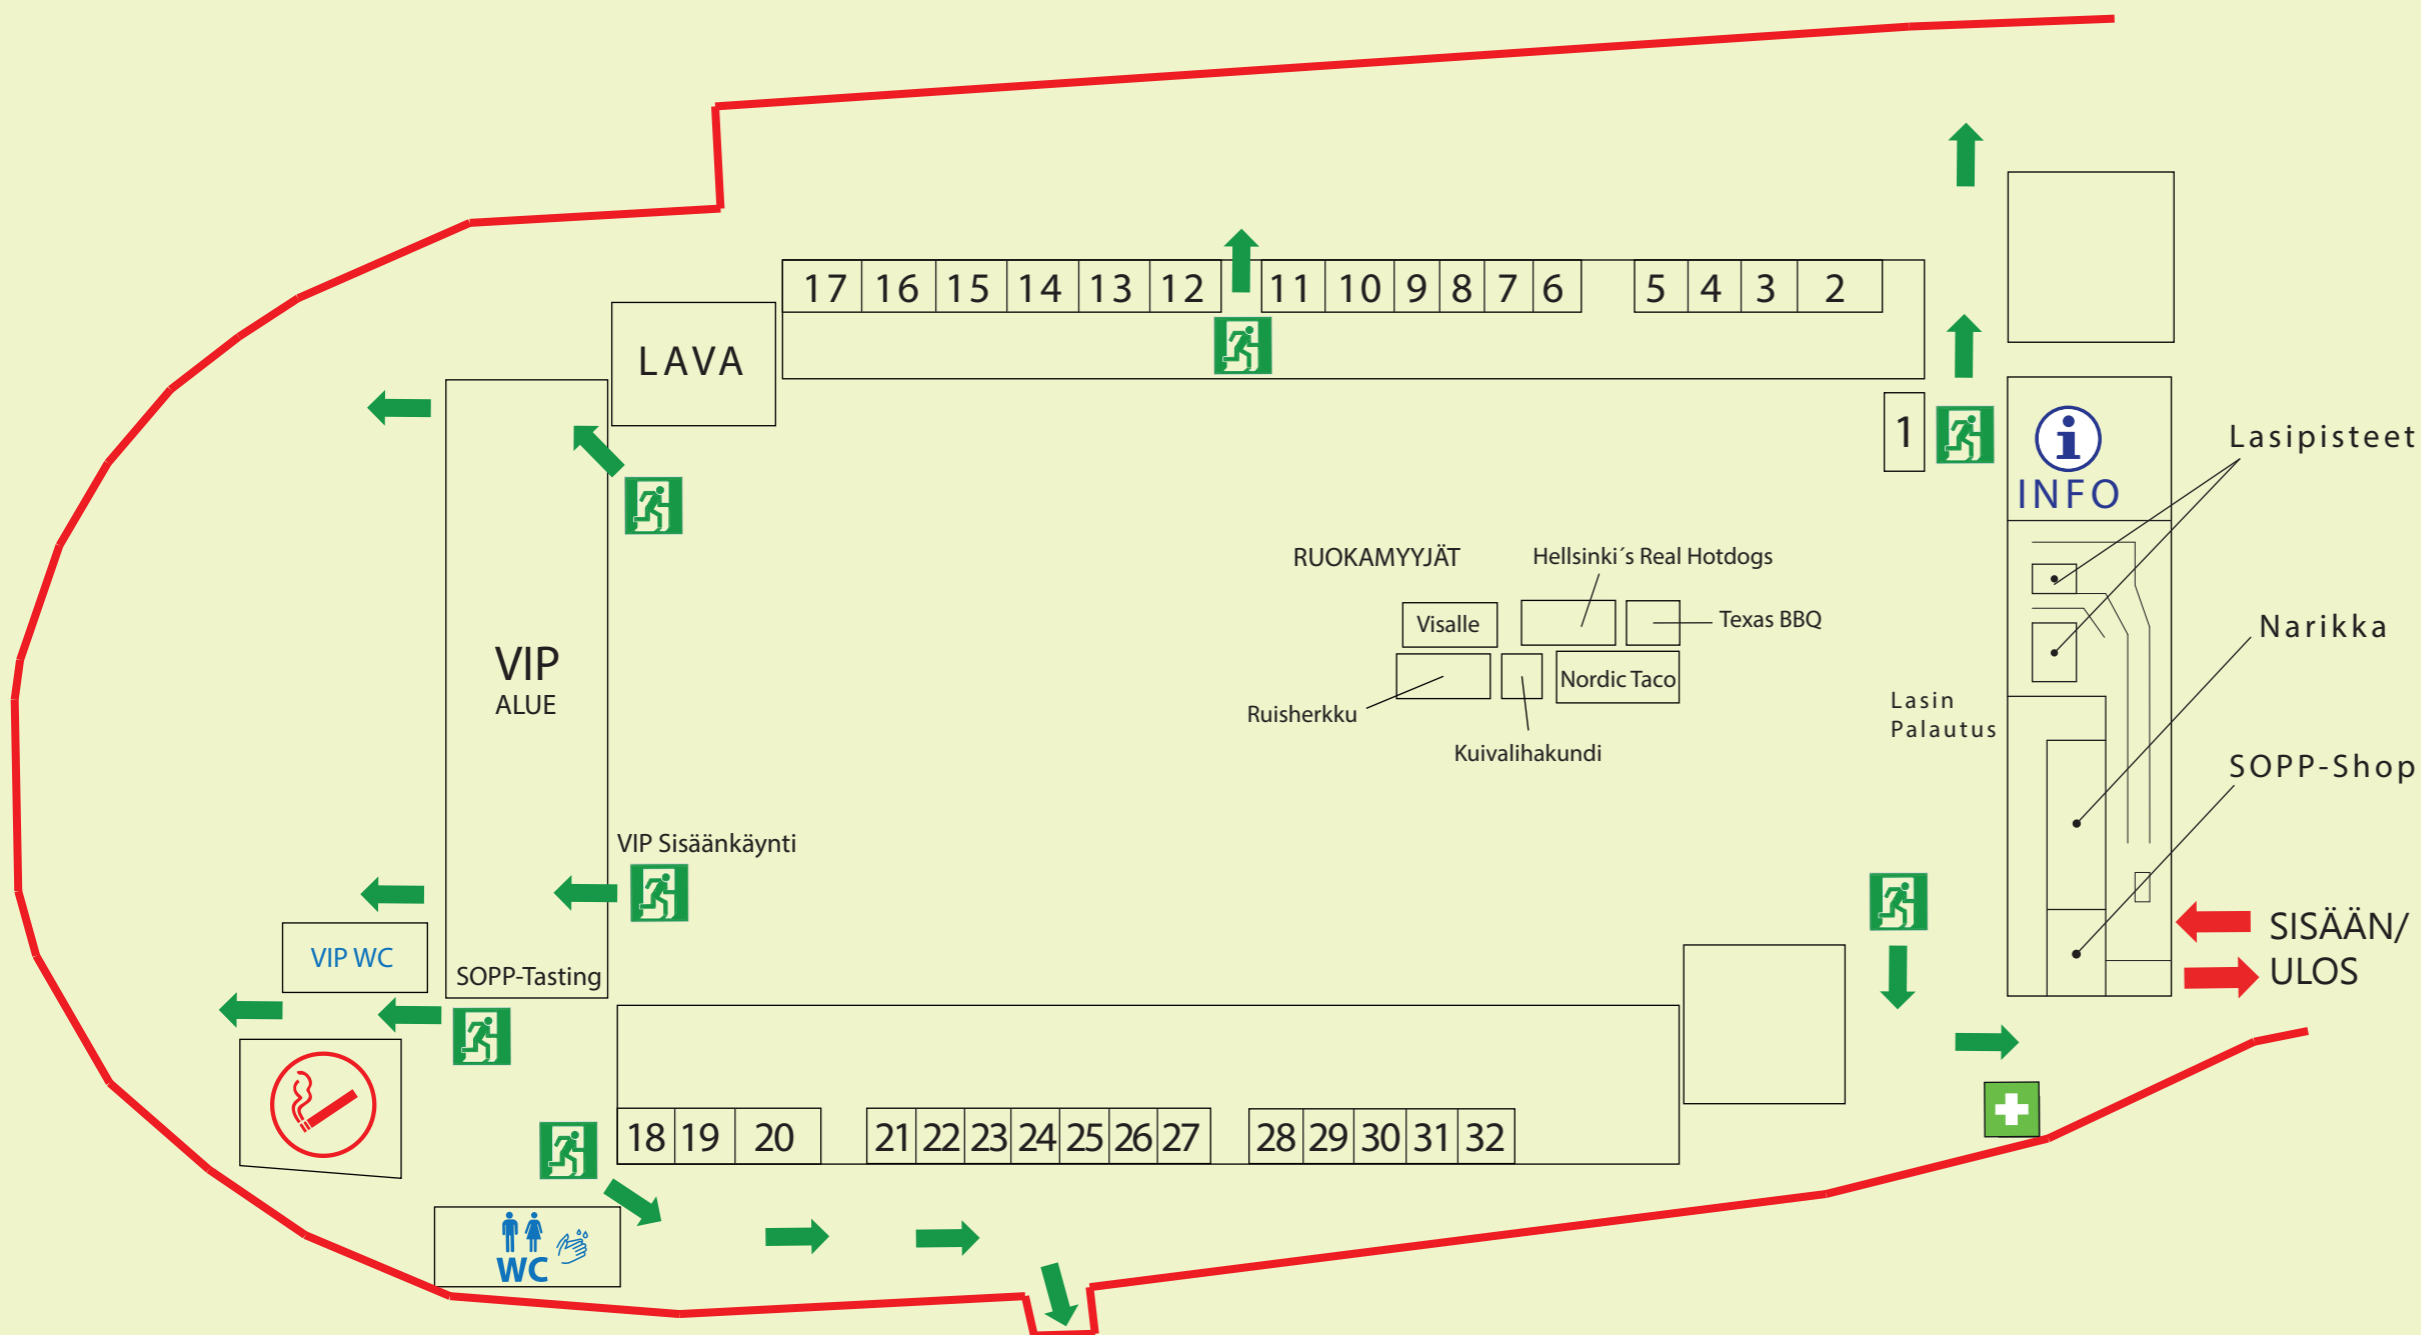 17 16 15 14 13 12 11 10 9 8 7 6 5 4 3 2
LAVA
1
i
INFO
Lasipisteet
RUOKAMYYJÄT
Hellsinki´s Real Hotdogs
Visalle
Texas BBQ
Narikka
VIP
ALUE
Nordic Taco
Ruisherkku
Kuivalihakundi
Lasin
Palautus
SOPP-Shop
VIP Sisäänkäynti
SISÄÄN/
ULOS
VIP WC
SOPP-Tasting
18 19 20 21 22 23 24 25 26 27 28 29 30 31 32
WC